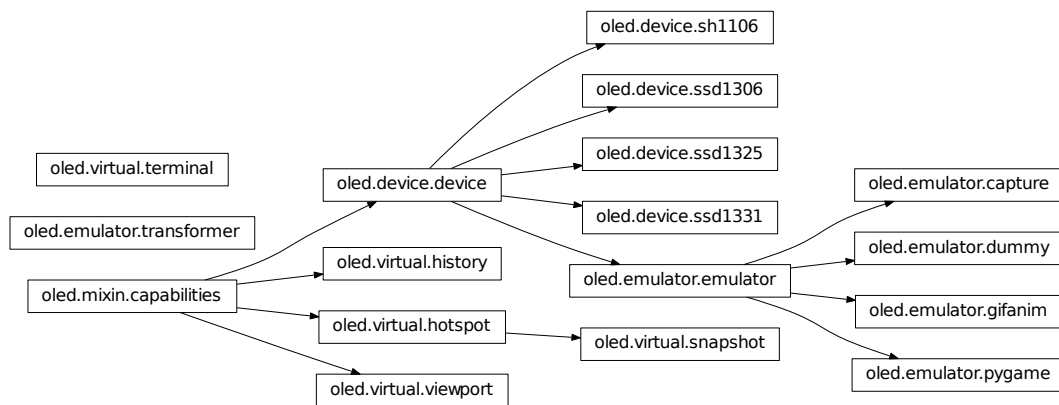 oled.device.sh1106
oled.device.ssd1306
oled.device.ssd1325
oled.virtual.terminal
oled.device.device
oled.emulator.capture
oled.device.ssd1331
oled.emulator.transformer
oled.emulator.dummy
oled.virtual.history
oled.emulator.emulator
oled.mixin.capabilities
oled.emulator.gifanim
oled.virtual.hotspot
oled.virtual.snapshot
oled.emulator.pygame
oled.virtual.viewport